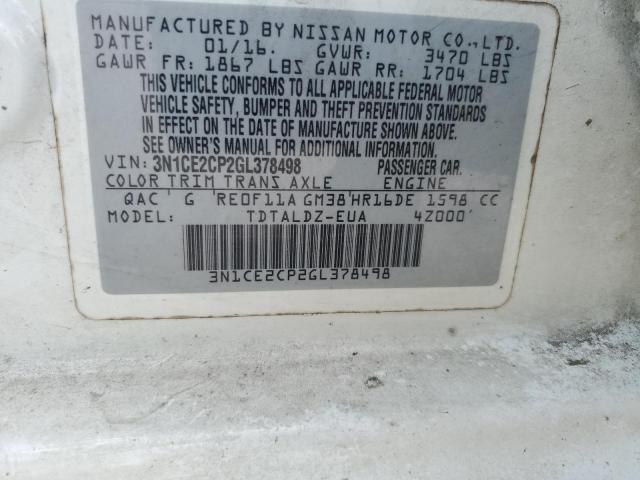 MANUFACTURED BY NISSAN MOTOR CO.,LTD.
DATE: 01/16. GVWR: 3470 LBS
GAWR FR: 1867 LBS GAWR RR: 1704 LBS
THIS VEHICLE CONFORMS TO ALL APPLICABLE FEDERAL MOTOR
VEHICLE SAFETY, BUMPER AND THEFT PREVENTION STANDARDS
IN EFFECT ON THE DATE OF MANUFACTURE SHOWN ABOVE.
SEE OWNER'S MANUAL FOR ADDITIONAL INFORMATION.
VIN: 3N1CE2CP2GL378498 PASSENGER CAR.
COLOR TRIM TRANS AXLE ENGINE
QAC' G 'RE0F11A GM38'HR16DE 1598 CC
MODEL: TDTALDZ-EUA 4Z000'
3N1CE2CP2GL378498